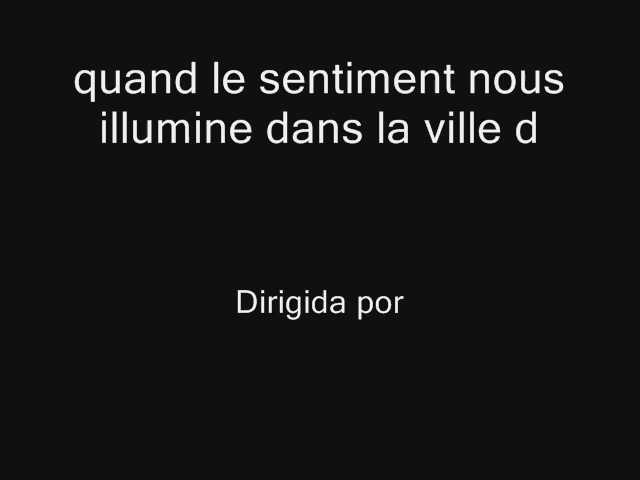 quand le sentiment nous
illumine dans la ville d
Dirigida por